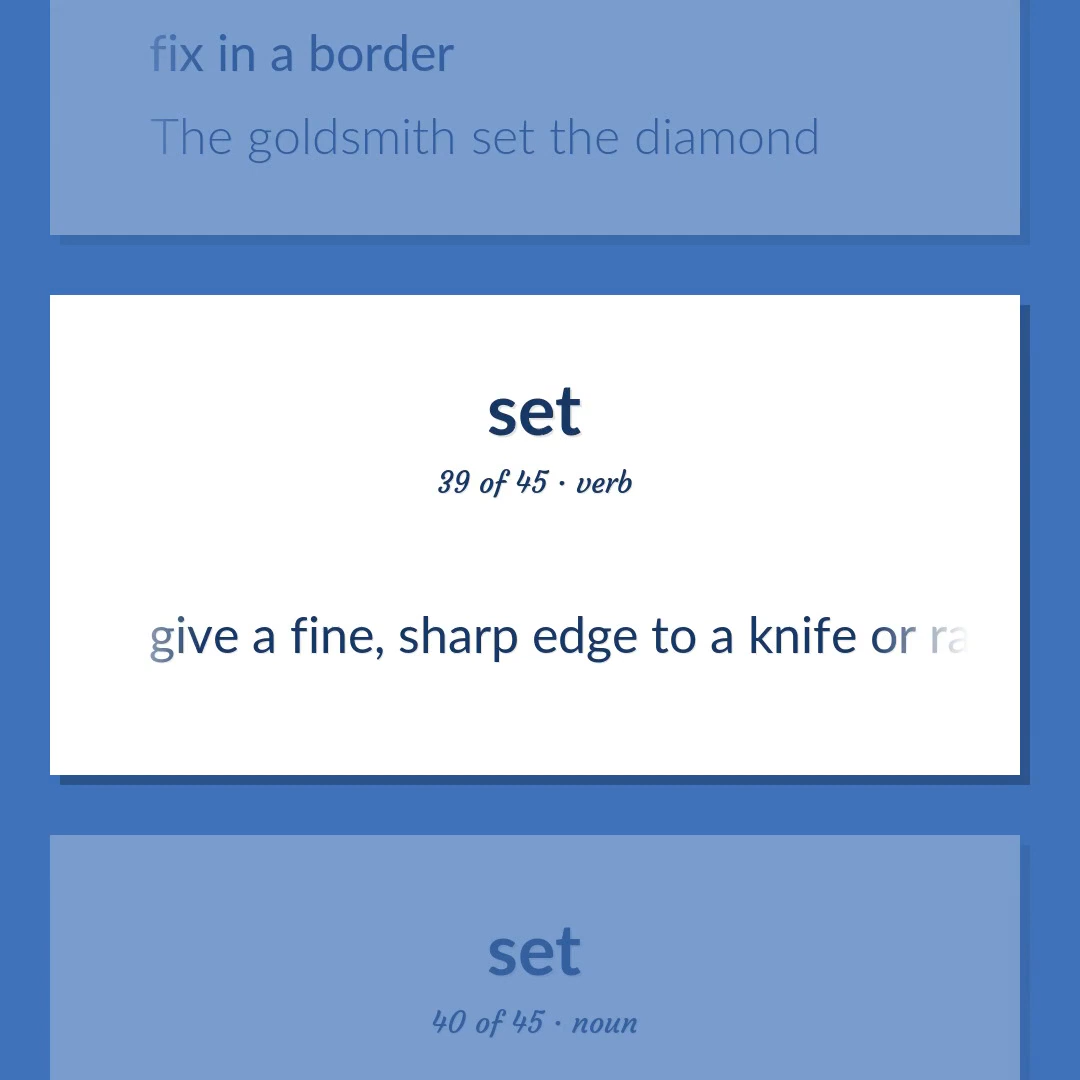 fix in a border
The goldsmith set the diamond
set
39 of 45 · verb
give a fine, sharp edge to a knife or
set
40 of 45 · noun